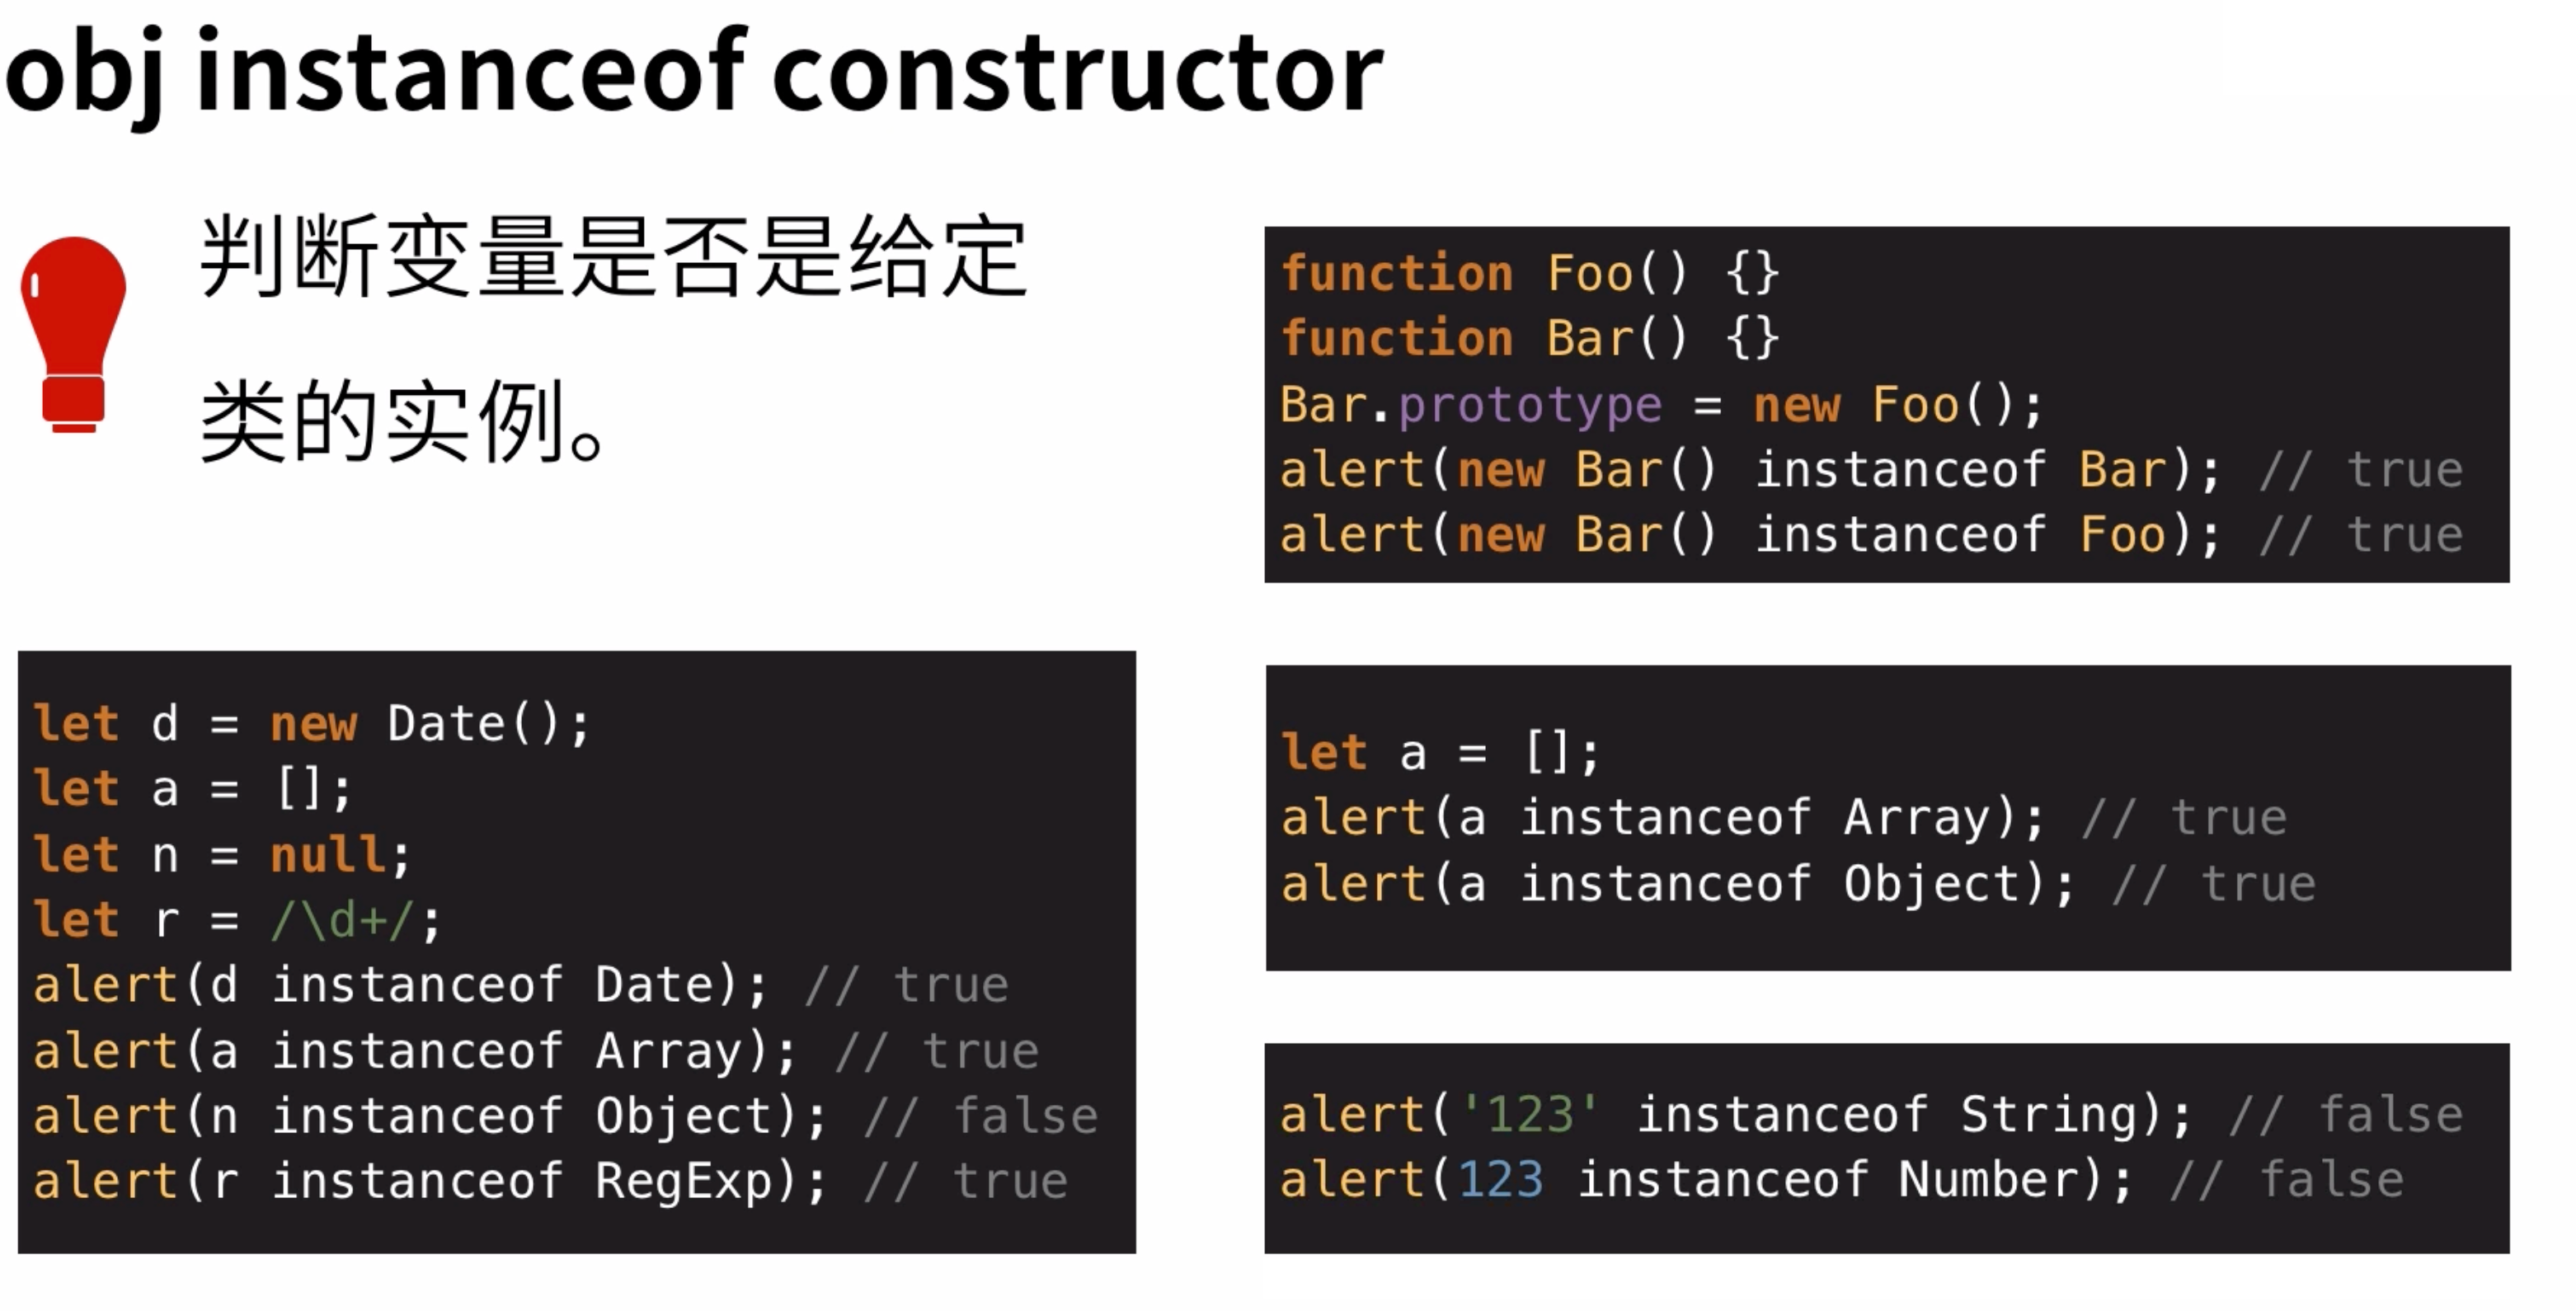 obj instanceof constructor
判断变量是否是给定
类的实例。
function Foo() {}
function Bar() {}
Bar.prototype = new Foo();
alert(new Bar() instanceof Bar); // true
alert(new Bar() instanceof Foo); // true
let d = new Date();
let a = [];
let n = null;
let r = /\d+/;
alert(d instanceof Date); // true
alert(a instanceof Array); // true
alert(n instanceof Object); // false
alert(r instanceof RegExp); // true
let a = [];
alert(a instanceof Array); // true
alert(a instanceof Object); // true
alert('123' instanceof String); // false
alert(123 instanceof Number); // false